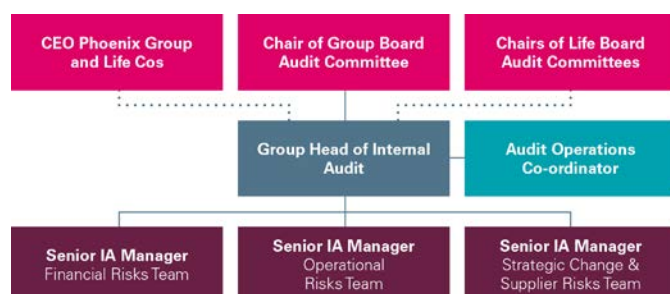 CEO Phoenix Group
and Life Cos
Chair of Group Board
Audit Committee
Chairs of Life Board
Audit Committees
Group Head of Internal
Audit
Audit Operations
Co-ordinator
Senior IA Manager
Financial Risks Team
Senior IA Manager
Operational
Risks Team
Senior IA Manager
Strategic Change &
Supplier Risks Team